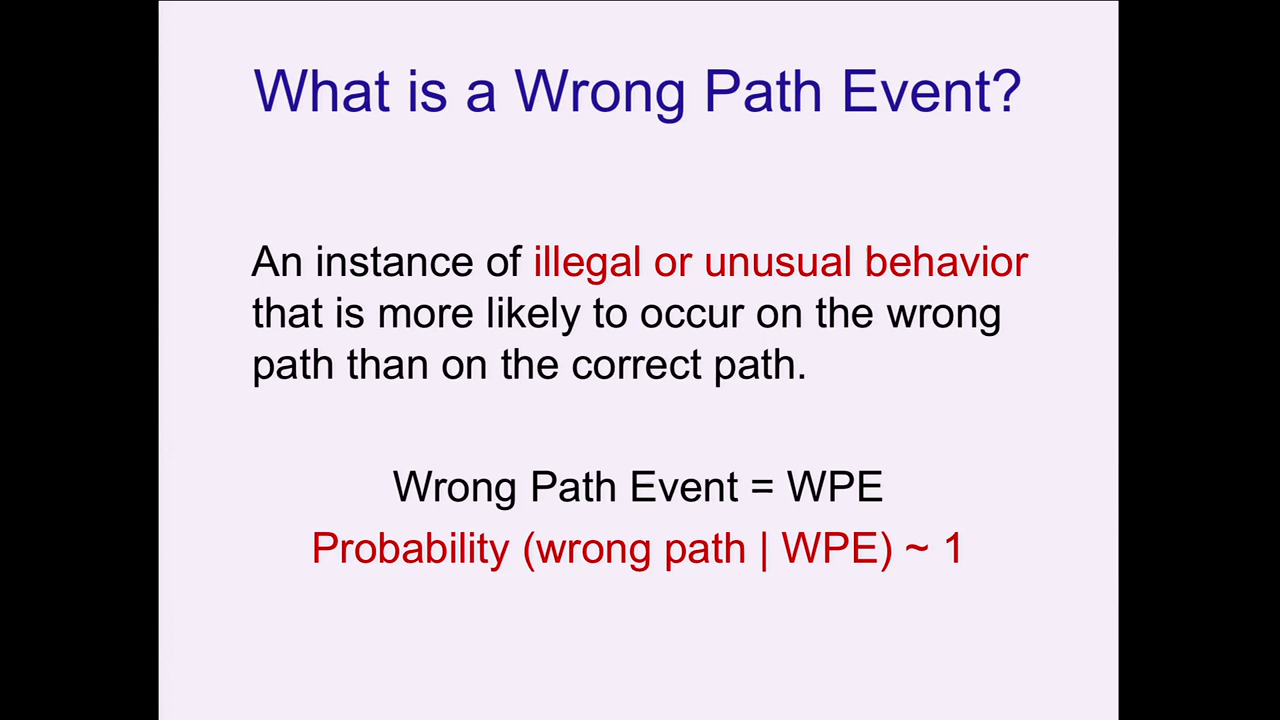 What is a Wrong Path Event?
An instance of illegal or unusual behavior
that is more likely to occur on the wrong
path than on the correct path.
Wrong Path Event = WPE
Probability (wrong path | WPE) ~ 1